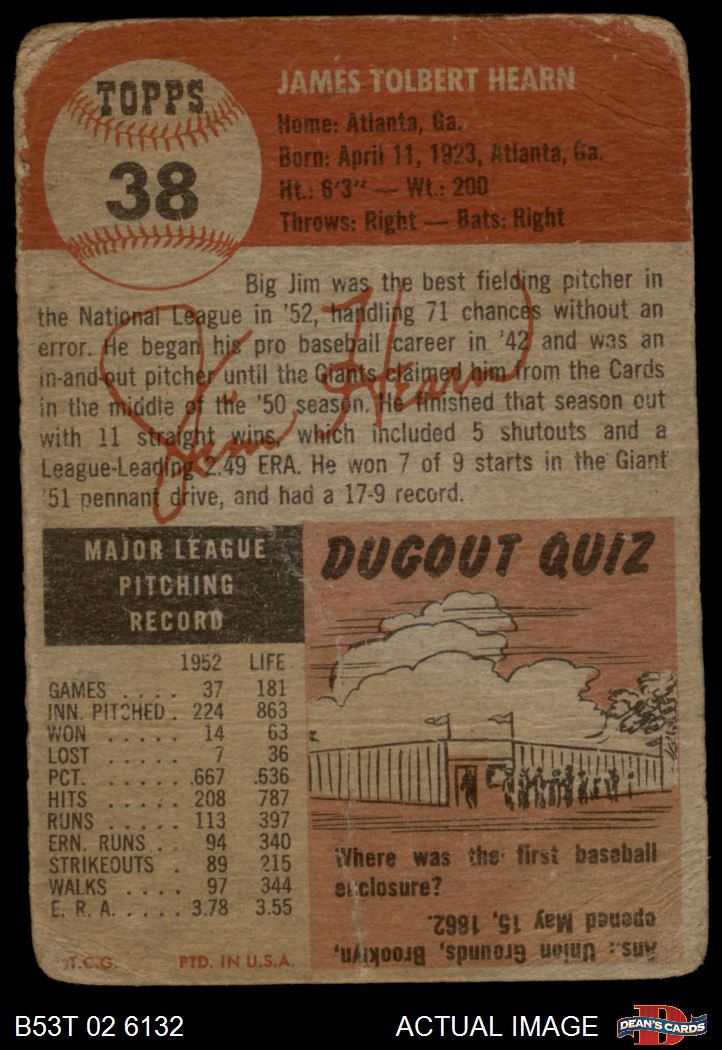 TOPPS
38
JAMES TOLBERT HEARN
Home: Atlanta, Ga.
Born: April 11, 1923, Atlanta, Ga.
Ht.: 6'3" — Wt.: 200
Throws: Right — Bats: Right
Big Jim was the best fielding pitcher in
the National League in '52, handling 71 chances without an
error. He began his pro baseball career in '42 and was an
in-and-out pitcher until the Giants claimed him from the Cards
in the middle of the '50 season. He finished that season out
with 11 straight wins, which included 5 shutouts and a
League-Leading 2.49 ERA. He won 7 of 9 starts in the Giant
'51 pennant drive, and had a 17-9 record.
Jim Hearn
MAJOR LEAGUE
PITCHING
RECORD
1952 LIFE
GAMES . . . . 37 181
INN. PITCHED . 224 863
WON . . . . . 14 63
LOST . . . . . 7 36
PCT. . . . . . .667 .636
HITS . . . . . 208 787
RUNS . . . . . 113 397
ERN. RUNS . . 94 340
STRIKEOUTS . 89 215
WALKS . . . . 97 344
E. R. A. . . . . . 3.78 3.55
T.C.G. PTD. IN U.S.A.
DUGOUT QUIZ
Where was the first baseball
enclosure?
Ans.: Union Grounds, Brooklyn,
opened May 15, 1862.
B53T 02 6132
ACTUAL IMAGE
D
DEAN'S CARDS